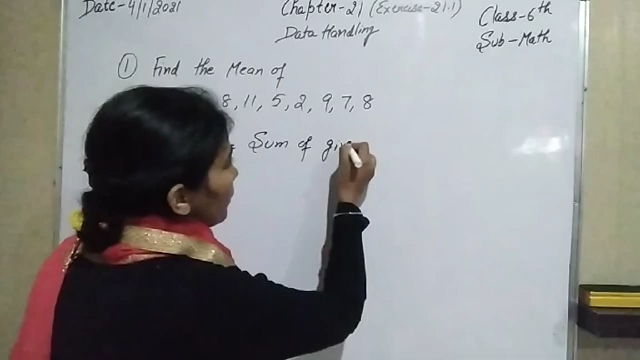 Date-4/1/2021
Chapter-21 (Exercise-21.1)
Class-6th
Data Handling
Sub-Math
① Find the Mean of
8, 11, 5, 2, 9, 7, 8
Sum of giv